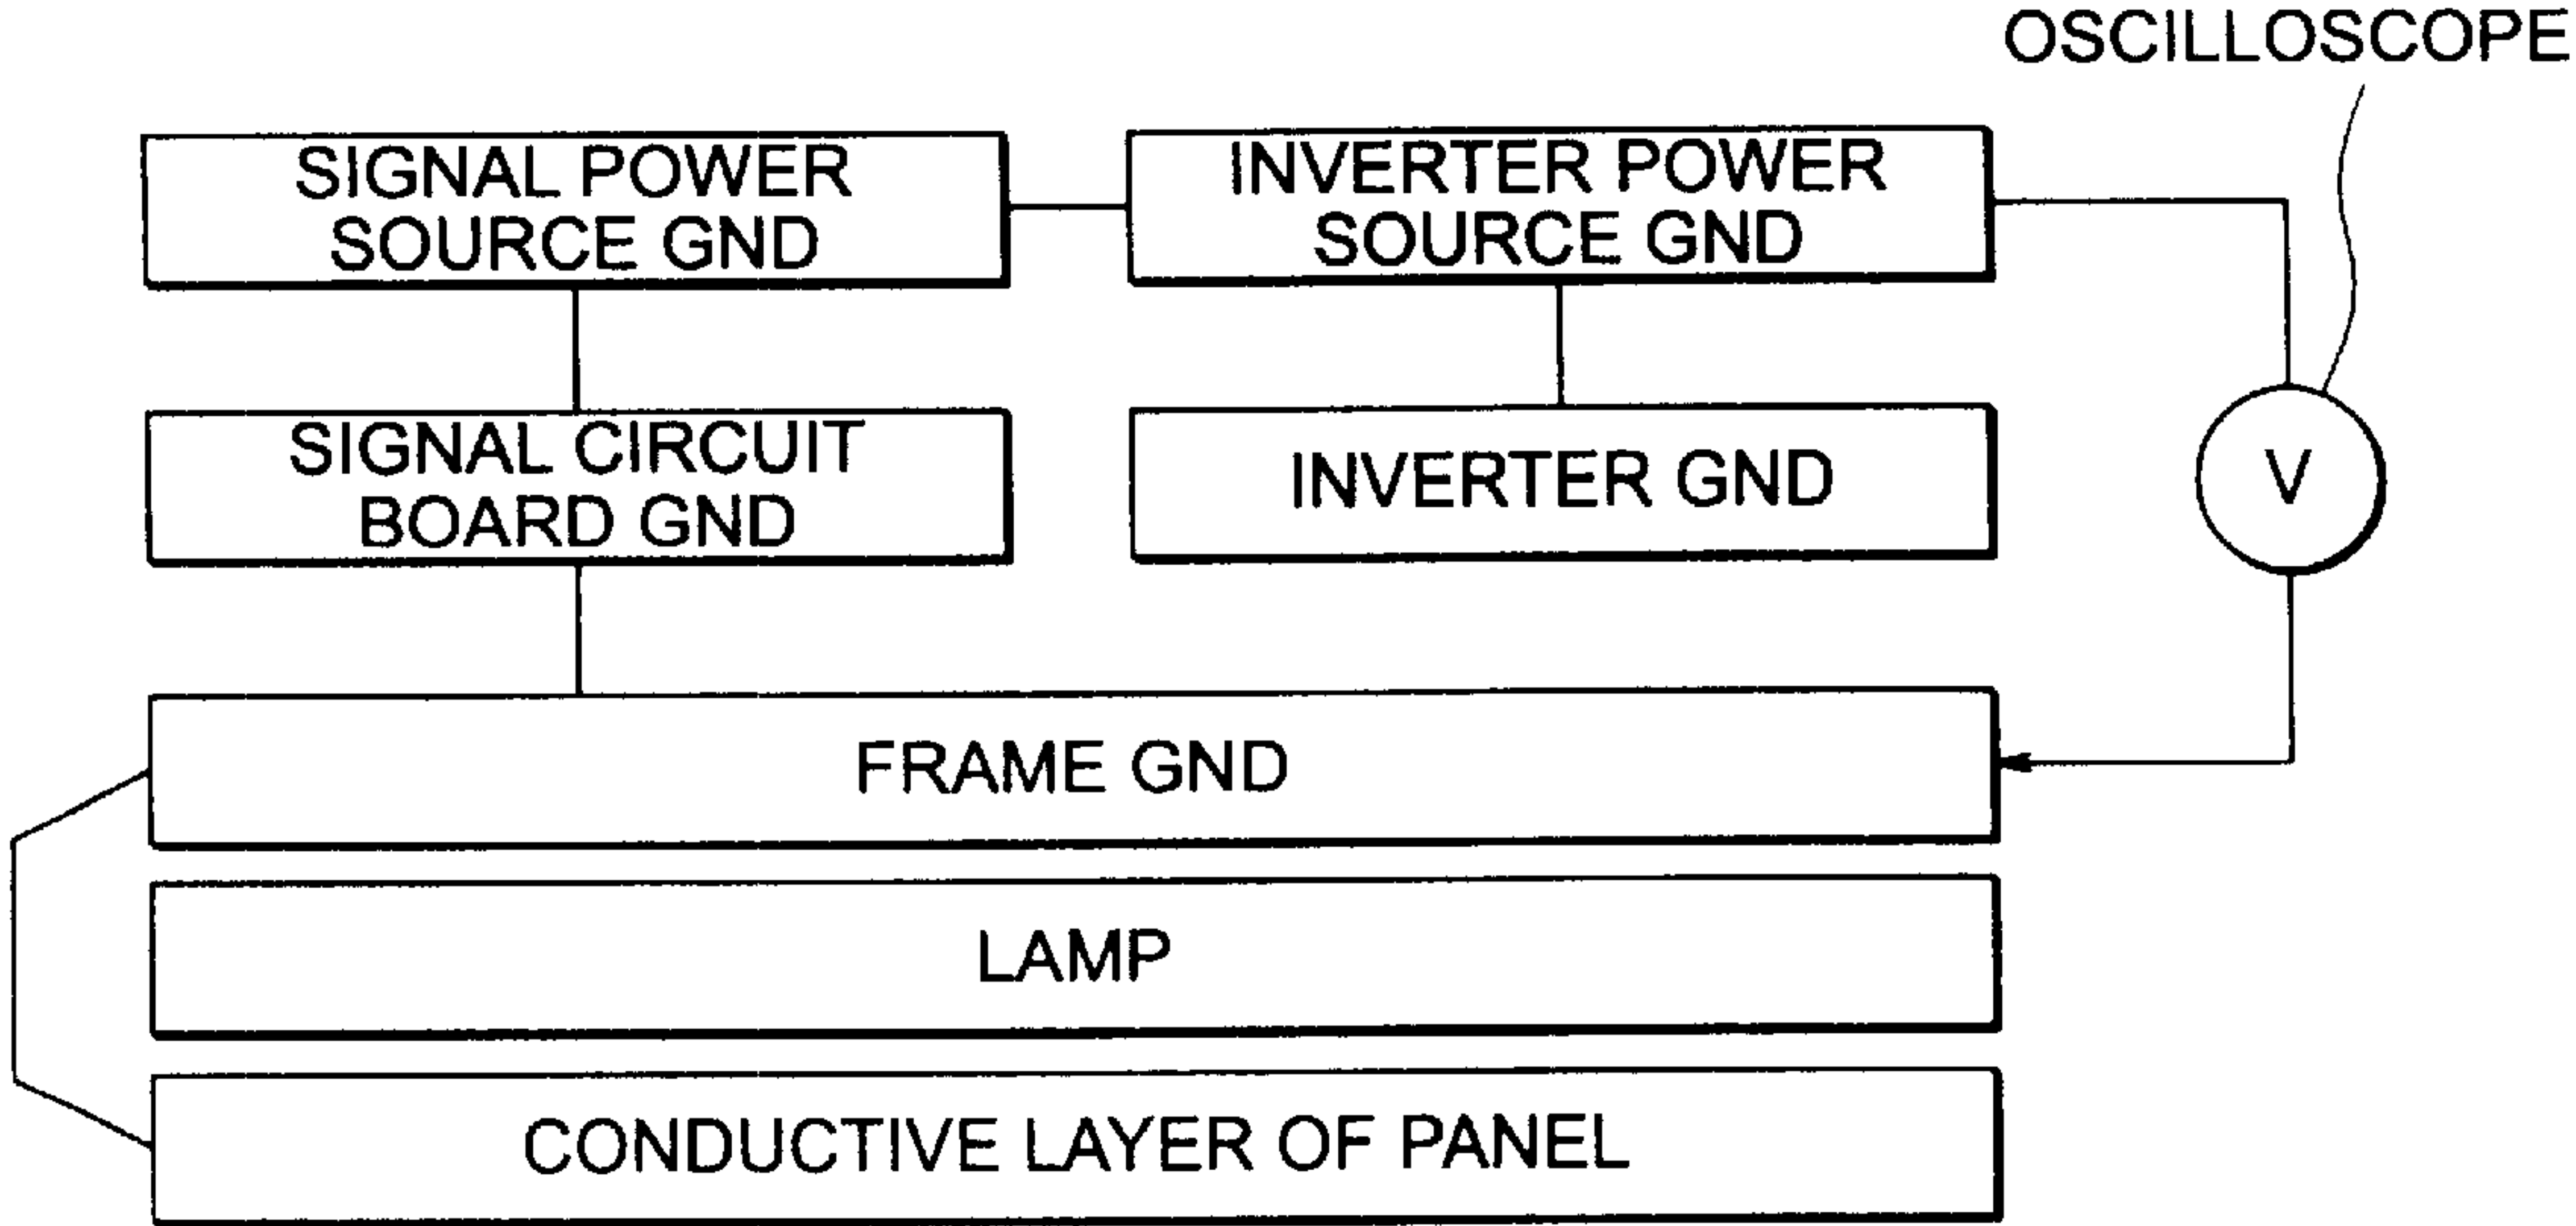 OSCILLOSCOPE
SIGNAL POWER
SOURCE GND
INVERTER POWER
SOURCE GND
SIGNAL CIRCUIT
BOARD GND
INVERTER GND
V
FRAME GND
LAMP
CONDUCTIVE LAYER OF PANEL